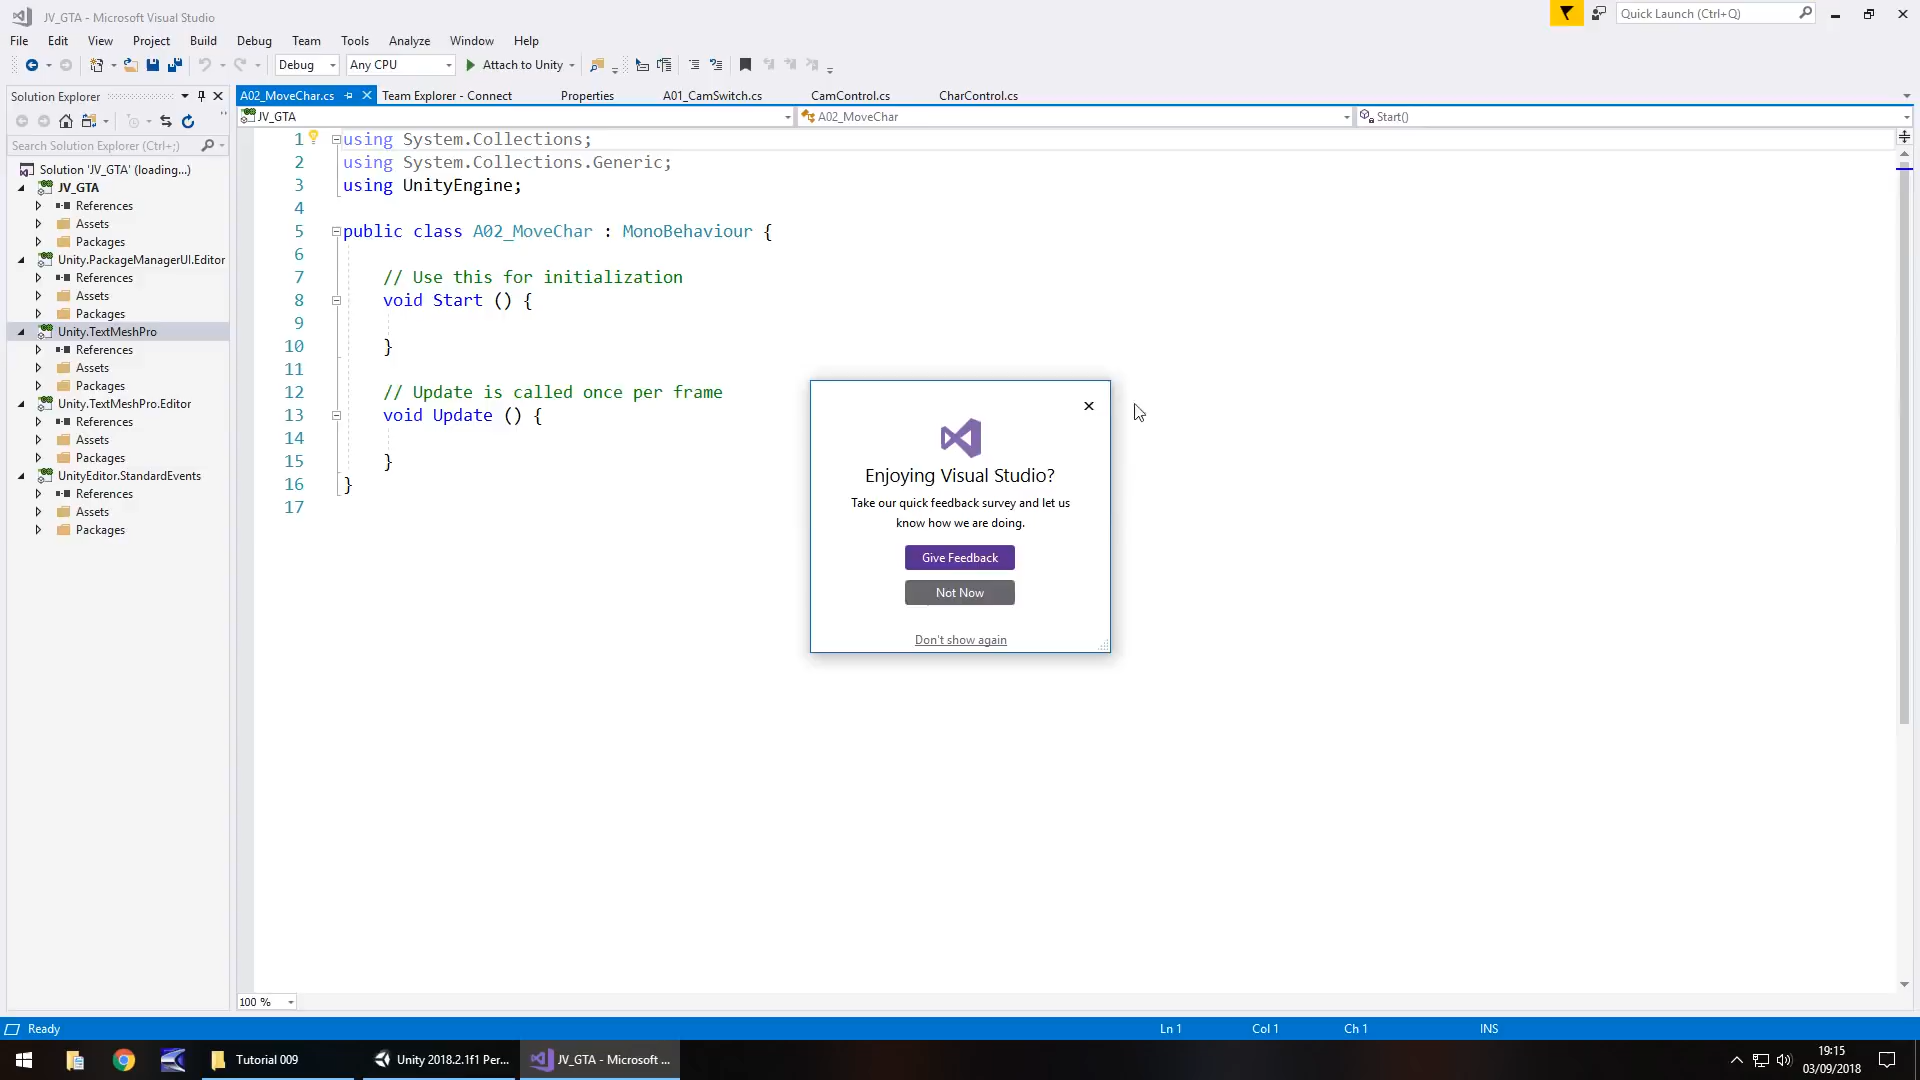 JV_GTA - Microsoft Visual Studio
Quick Launch (Ctrl+Q)
File Edit View Project Build Debug Team Tools Analyze Window Help
Debug Any CPU Attach to Unity
Solution Explorer
A02_MoveChar.cs Team Explorer - Connect Properties A01_CamSwitch.cs CamControl.cs CharControl.cs
JV_GTA A02_MoveChar Start()
Search Solution Explorer (Ctrl+;)
Solution 'JV_GTA' (loading...)
JV_GTA
References
Assets
Packages
Unity.PackageManagerUI.Editor
References
Assets
Packages
Unity.TextMeshPro
References
Assets
Packages
Unity.TextMeshPro.Editor
References
Assets
Packages
UnityEditor.StandardEvents
References
Assets
Packages
1 using System.Collections;
2 using System.Collections.Generic;
3 using UnityEngine;
4
5 public class A02_MoveChar : MonoBehaviour {
6
7 // Use this for initialization
8 void Start () {
9
10 }
11
12 // Update is called once per frame
13 void Update () {
14
15 }
16 }
17
Enjoying Visual Studio?
Take our quick feedback survey and let us
know how we are doing.
Give Feedback
Not Now
Don't show again
100 %
Ready Ln 1 Col 1 Ch 1 INS
Tutorial 009 Unity 2018.2.1f1 Per... JV_GTA - Microsoft ...
19:15
03/09/2018